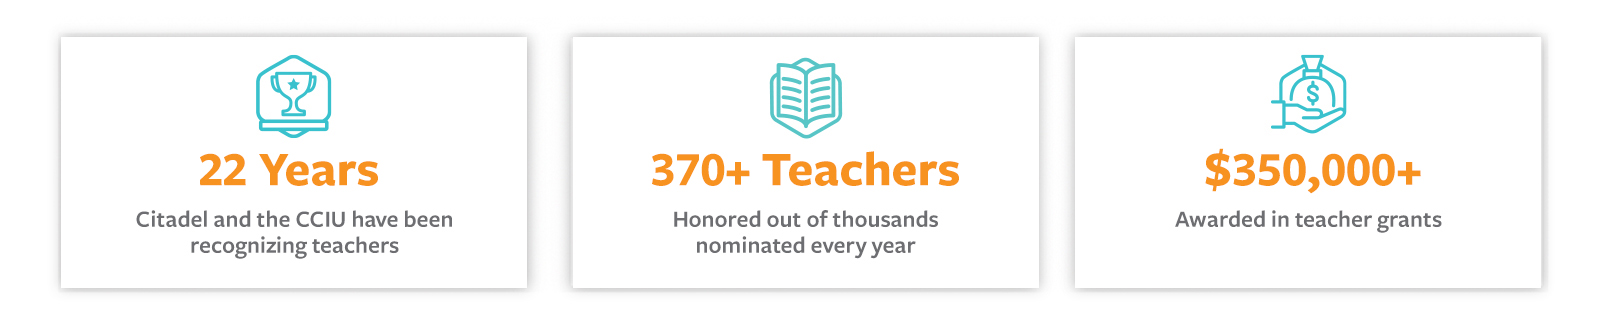 22 Years
Citadel and the CCIU have been
recognizing teachers
370+ Teachers
Honored out of thousands
nominated every year
$
$350,000+
Awarded in teacher grants